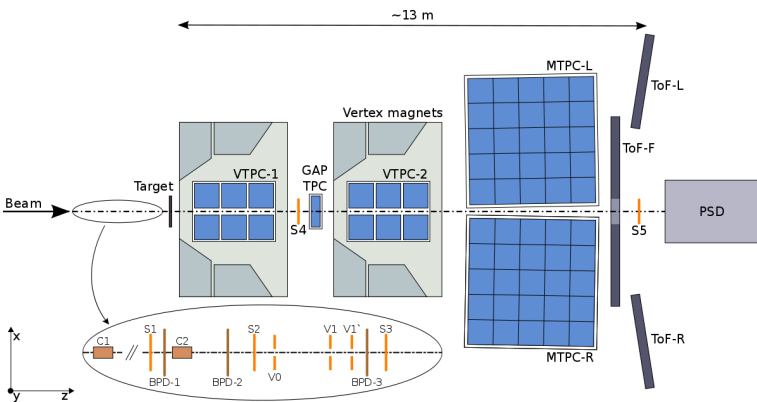 ~13 m
MTPC-L
ToF-L
Vertex magnets
ToF-F
GAP
TPC
VTPC-1
VTPC-2
Target
Beam
S4
S5
PSD
S1
C2
S2
V1
V1`
S3
C1
BPD-1
BPD-2
V0
BPD-3
MTPC-R
ToF-R
x
y
z